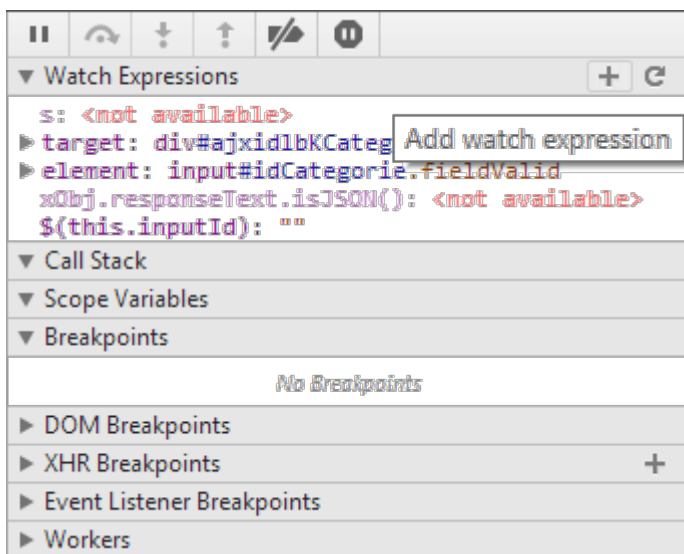 Watch Expressions
s: <not available>
target: div#ajxidlbKCateg
Add watch expression
element: input#idCategorie.fieldValid
xObj.responseText.isJSON(): <not available>
$(this.inputId): ""
Call Stack
Scope Variables
Breakpoints
No Breakpoints
DOM Breakpoints
XHR Breakpoints
Event Listener Breakpoints
Workers